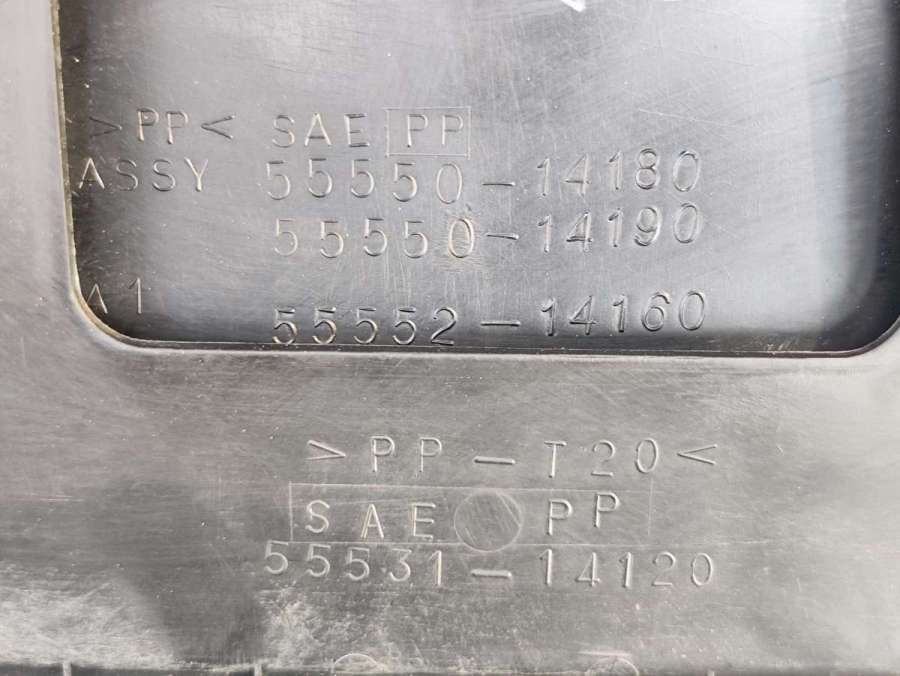 >PP< SAE PP
ASSY 55550-14180
55550-14190
A1 55552-14160
>PP-T20<
SAE PP
55531-14120